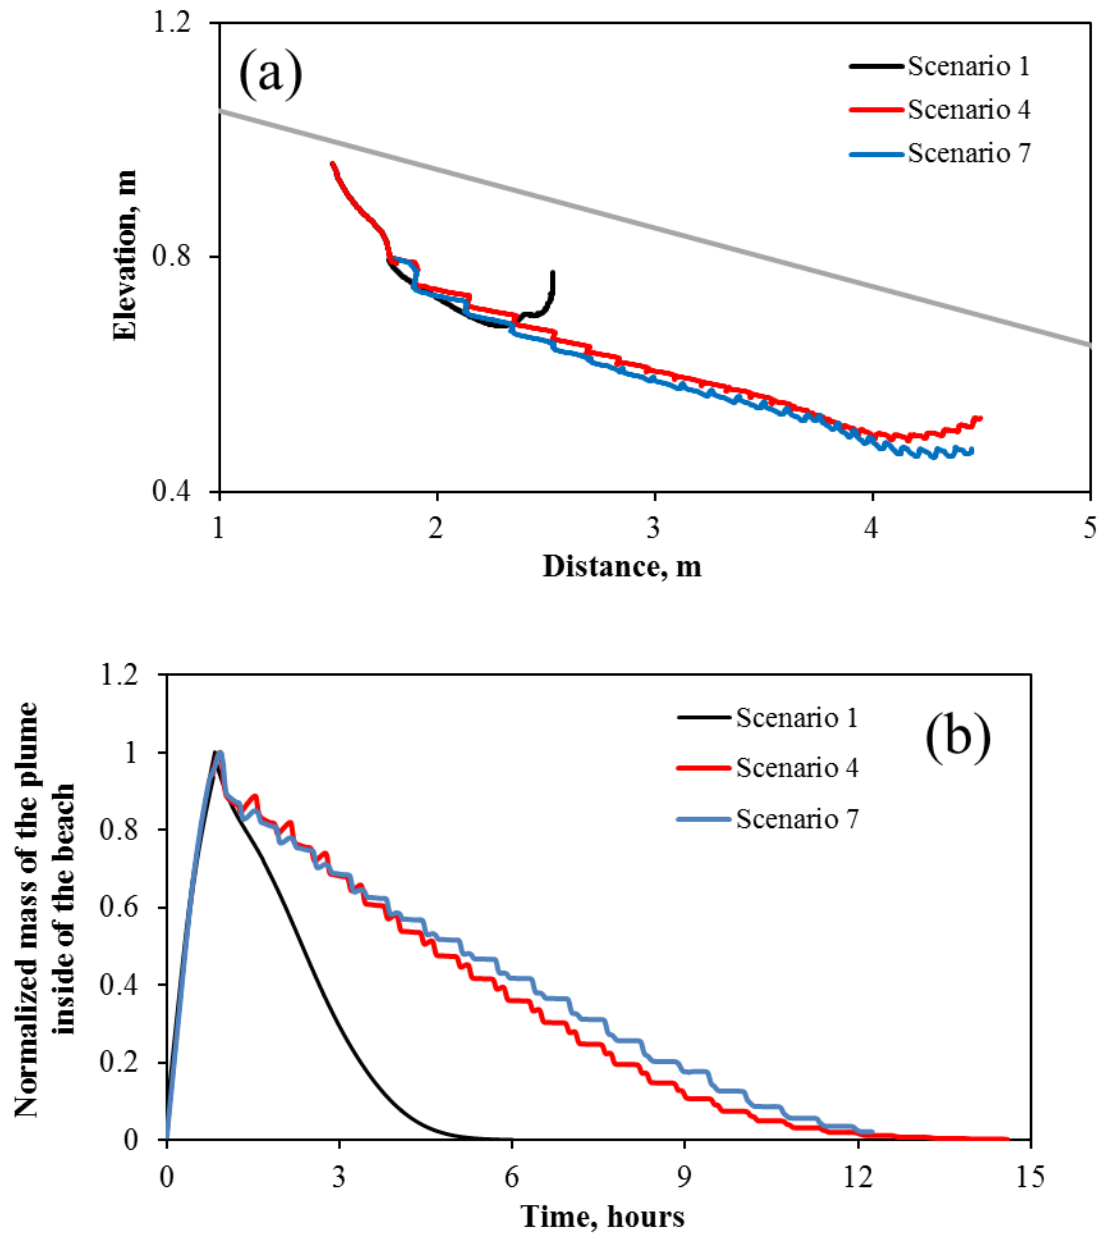 1.2
(a)
Scenario 1
Scenario 4
Scenario 7
Elevation, m
0.8
0.4
1 2 3 4 5
Distance, m
1.2
Scenario 1
(b)
Scenario 4
Scenario 7
1
0.8
0.6
0.4
0.2
0
Normalized mass of the plume
inside of the beach
0 3 6 9 12 15
Time, hours